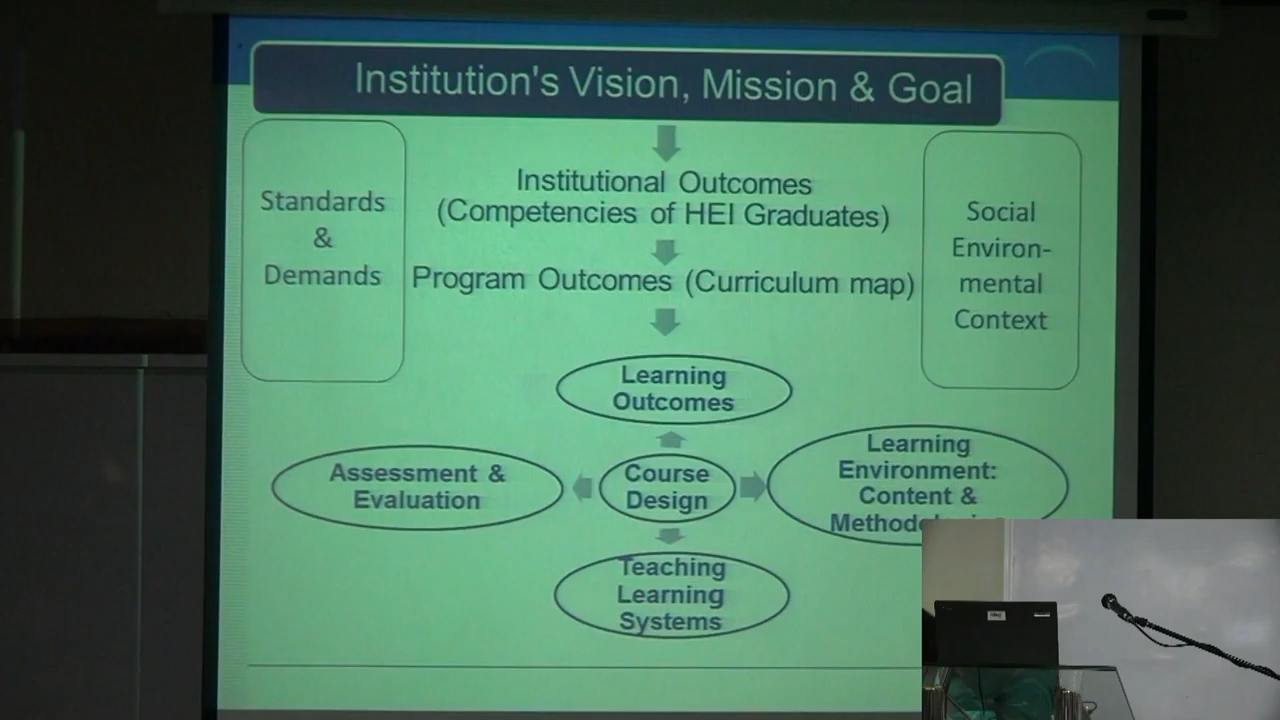 Institution's Vision, Mission & Goal
Standards
&
Demands
Institutional Outcomes
(Competencies of HEI Graduates)
Program Outcomes (Curriculum map)
Social
Environ-
mental
Context
Learning
Outcomes
Assessment &
Evaluation
Course
Design
Learning
Environment:
Content &
Teaching
Learning
Systems